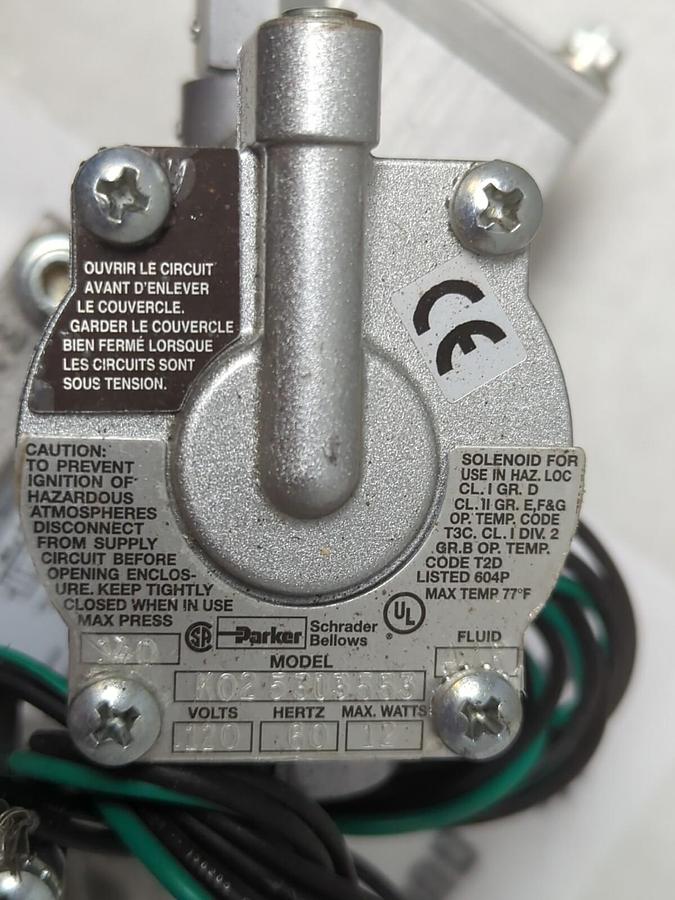 OUVRIR LE CIRCUIT
AVANT D'ENLEVER
LE COUVERCLE.
GARDER LE COUVERCLE
BIEN FERMÉ LORSQUE
LES CIRCUITS SONT
SOUS TENSION.
CE
CAUTION:
TO PREVENT
IGNITION OF
HAZARDOUS
ATMOSPHERES
DISCONNECT
FROM SUPPLY
CIRCUIT BEFORE
OPENING ENCLOS-
URE. KEEP TIGHTLY
CLOSED WHEN IN USE
MAX PRESS
SOLENOID FOR
USE IN HAZ. LOC
CL. I GR. D
CL. II GR. E,F&G
OP. TEMP. CODE
T3C. CL. I DIV. 2
GR.B OP. TEMP.
CODE T2D
LISTED 604P
MAX TEMP 77°F
140
SA
Parker
Schrader
Bellows
UL
®
FLUID
MODEL
VOLTS
HERTZ
MAX. WATTS
120
60
12